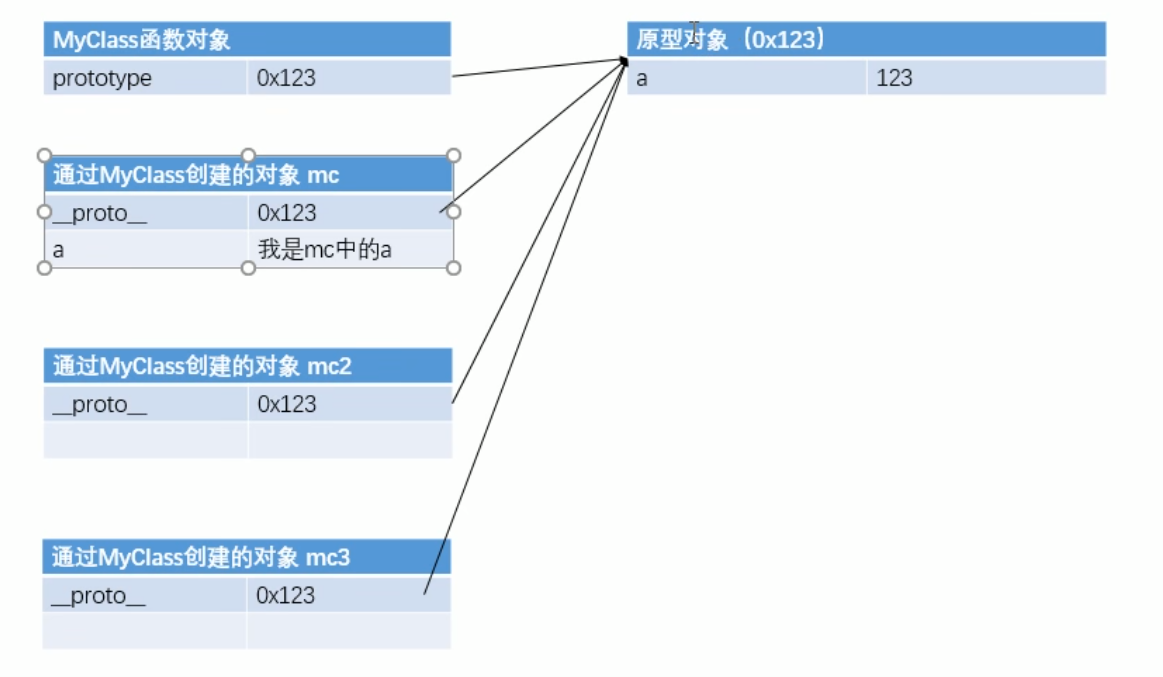 MyClass函数对象
prototype 0x123
原型对象（0x123）
a 123
通过MyClass创建的对象 mc
__proto__ 0x123
a 我是mc中的a
通过MyClass创建的对象 mc2
__proto__ 0x123
通过MyClass创建的对象 mc3
__proto__ 0x123